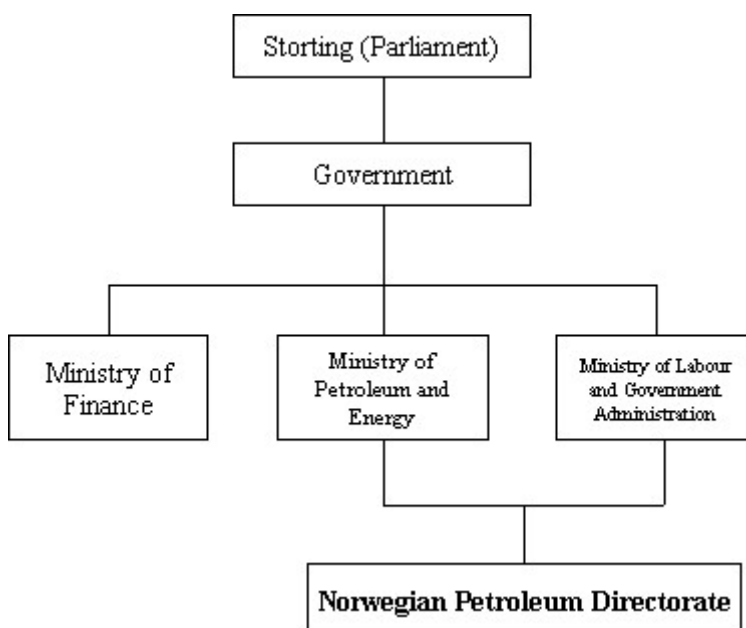 Storting (Parliament)
Government
Ministry of
Finance
Ministry of
Petroleum and
Energy
Ministry of Labour
and Government
Administration
Norwegian Petroleum Directorate